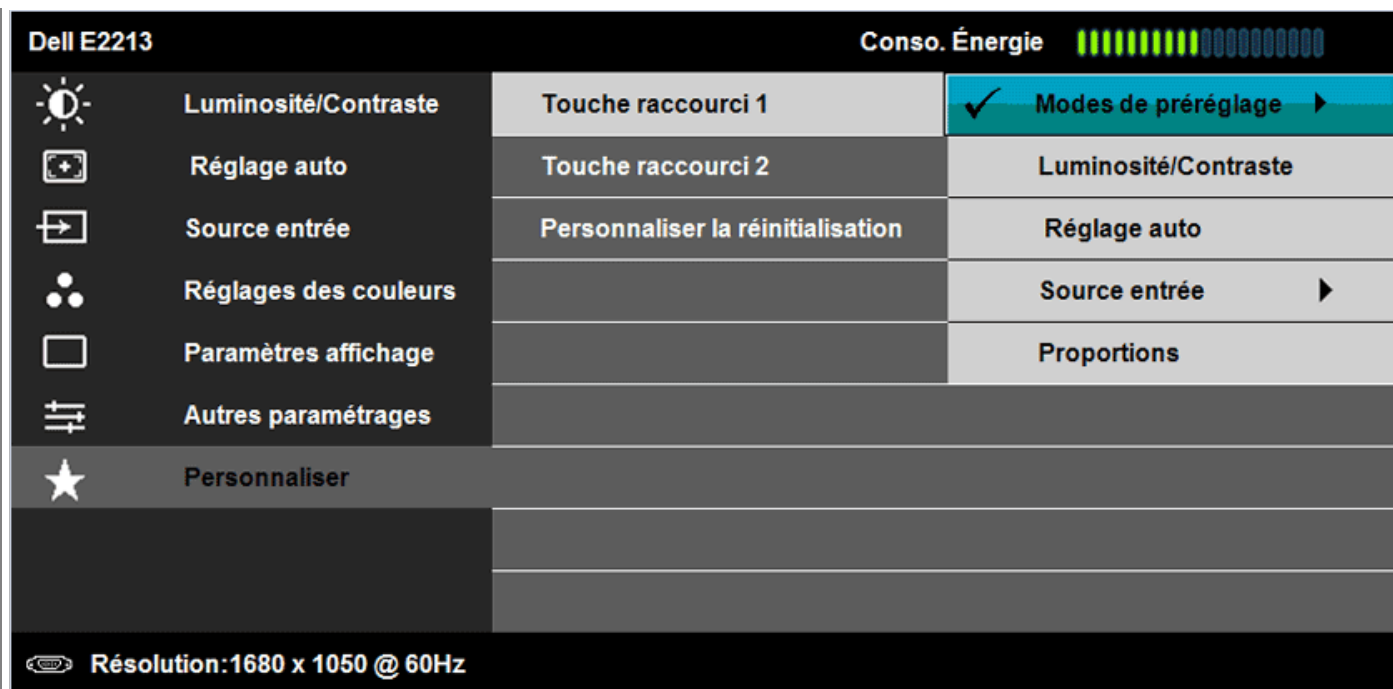 Dell E2213 Conso. Énergie
Luminosité/Contraste Touche raccourci 1 Modes de préréglage
Réglage auto Touche raccourci 2 Luminosité/Contraste
Source entrée Personnaliser la réinitialisation Réglage auto
Réglages des couleurs Source entrée
Paramètres affichage Proportions
Autres paramétrages
Personnaliser
Résolution:1680 x 1050 @ 60Hz